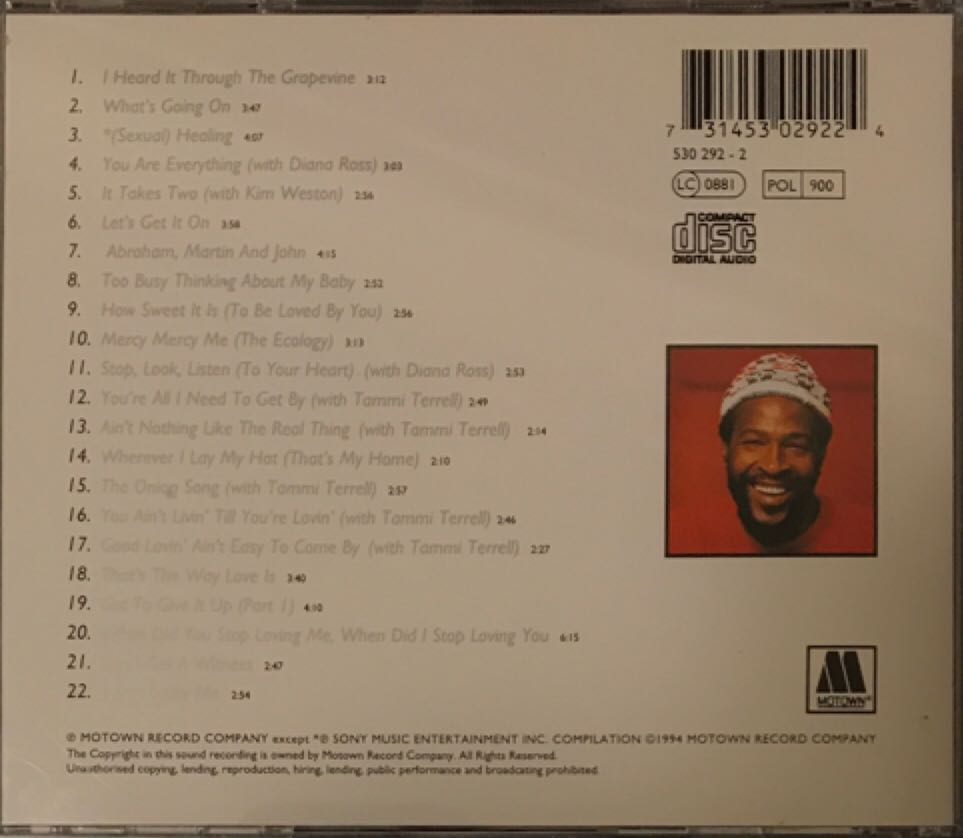 1. I Heard It Through The Grapevine 3:12
2. What's Going On 3:47
3. *(Sexual) Healing 4:07
4. You Are Everything (with Diana Ross) 3:03
5. It Takes Two (with Kim Weston) 2:56
6. Let's Get It On 3:58
7. Abraham, Martin And John 4:15
8. Too Busy Thinking About My Baby 2:52
9. How Sweet It Is (To Be Loved By You) 2:56
10. Mercy Mercy Me (The Ecology) 3:13
11. Stop, Look, Listen (To Your Heart) (with Diana Ross) 2:53
12. You're All I Need To Get By (with Tammi Terrell) 2:49
13. Ain't Nothing Like The Real Thing (with Tammi Terrell) 2:14
14. Wherever I Lay My Hat (That's My Home) 2:10
15. The Onion Song (with Tammi Terrell) 2:57
16. You Ain't Livin' Till You're Lovin' (with Tammi Terrell) 2:46
17. Good Lovin' Ain't Easy To Come By (with Tammi Terrell) 2:27
18. That's The Way Love Is 3:40
19. Got To Give It Up (Part 1) 4:10
20. When Did You Stop Loving Me, When Did I Stop Loving You 6:15
21. A Witness 2:47
22. Baby Me 2:54
7 31453 02922 4
530 292 - 2
LC 0881 POL 900
COMPACT
disc
DIGITAL AUDIO
MOTOWN®
℗ MOTOWN RECORD COMPANY except *℗ SONY MUSIC ENTERTAINMENT INC. COMPILATION ©1994 MOTOWN RECORD COMPANY
The Copyright in this sound recording is owned by Motown Record Company. All Rights Reserved.
Unauthorised copying, lending, reproduction, hiring, lending, public performance and broadcasting prohibited.